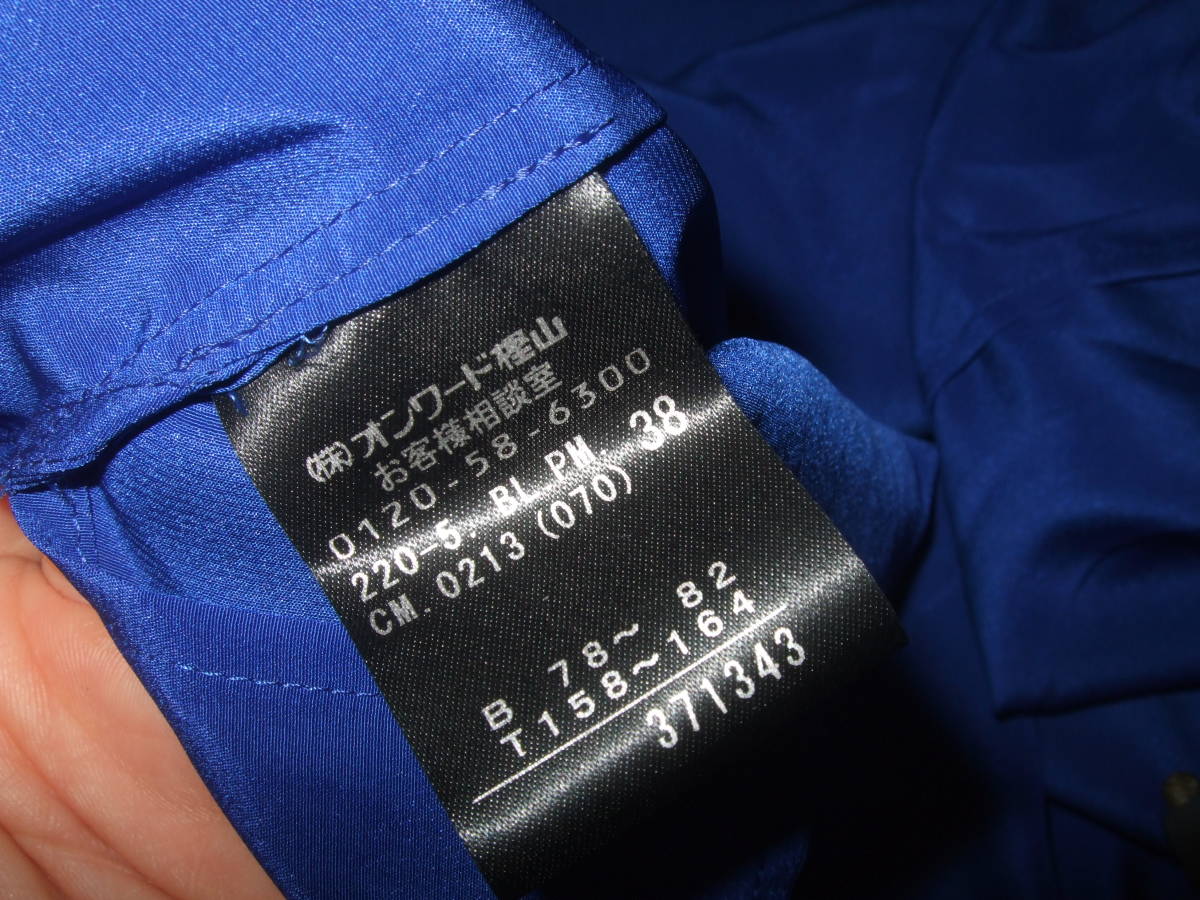 (株)オンワード樫山
お客様相談室
0120-58-6300
220-5. BL.PM 38
CM.0213(070)
B 78~ 82
T158~164
371343